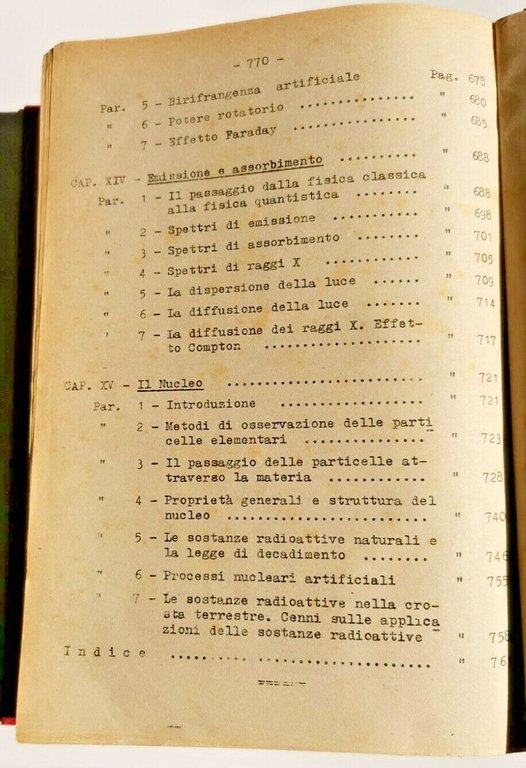 - 770 -
Par. 5 - Birifrangenza artificiale Pag. 678
" 6 - Potere rotatorio ................ " 680
" 7 - Effetto Faraday ................ " 685
CAP. XIV - Emissione e assorbimento .......... " 688
Par. 1 - Il passaggio dalla fisica classica
alla fisica quantistica ......... " 688
" 2 - Spettri di emissione ........... " 698
" 3 - Spettri di assorbimento ........ " 701
" 4 - Spettri di raggi X ............ " 705
" 5 - La dispersione della luce ...... " 709
" 6 - La diffusione della luce ....... " 714
' 7 - La diffusione dei raggi X. Effet-
to Compton .................... " 717
CAP. XV - Il Nucleo ......................... " 721
Par. 1 - Introduzione .................. " 721
" 2 - Metodi di osservazione delle parti
celle elementari ............... " 723
" 3 - Il passaggio delle particelle at-
traverso la materia ............ " 728
" 4 - Proprietà generali e struttura del
nucleo ......................... " 740
" 5 - Le sostanze radioattive naturali e
la legge di decadimento ........ " 746
" 6 - Processi nucleari artificiali " 755
" 7 - Le sostanze radioattive nella cro-
sta terrestre. Cenni sulle applica
zioni delle sostanze radioattive " 758
I n d i c e ................................ " 76